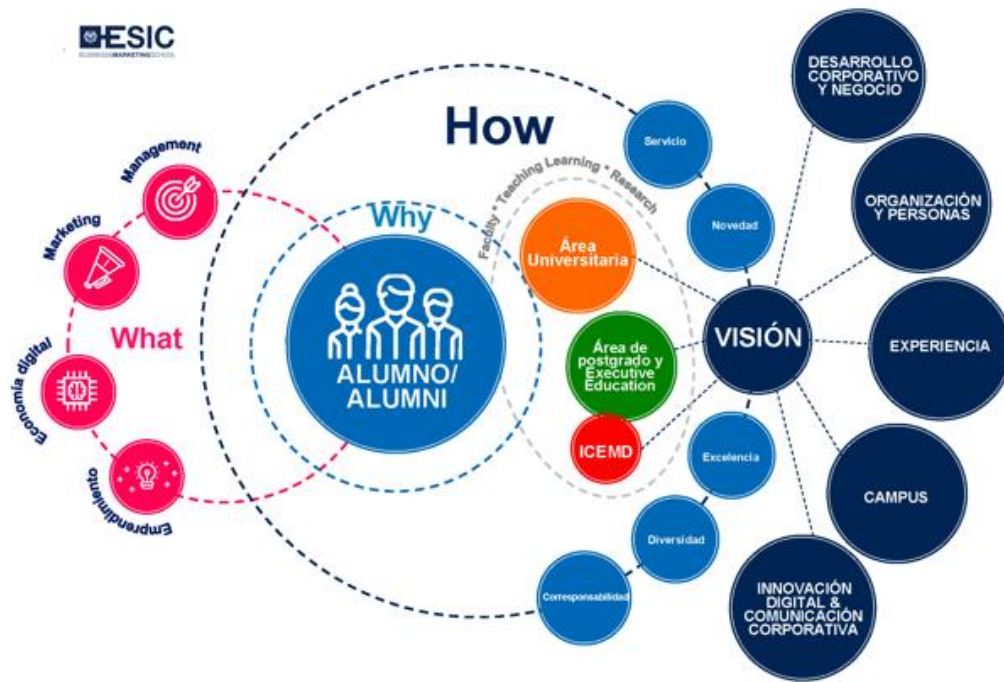 ESIC
BUSINESS&MARKETINGSCHOOL
How
Why
What
Management
Marketing
Economía digital/
Emprendimiento
ALUMNO/
ALUMNI
Faculty * Teaching Learning * Research
Área
Universitaria
Área de
postgrado y
Executive
Education
ICEMD
Servicio
Novedad
VISIÓN
Excelencia
Diversidad
Corresponsabilidad
DESARROLLO
CORPORATIVO
Y NEGOCIO
ORGANIZACIÓN
Y PERSONAS
EXPERIENCIA
CAMPUS
INNOVACIÓN
DIGITAL &
COMUNICACIÓN
CORPORATIVA